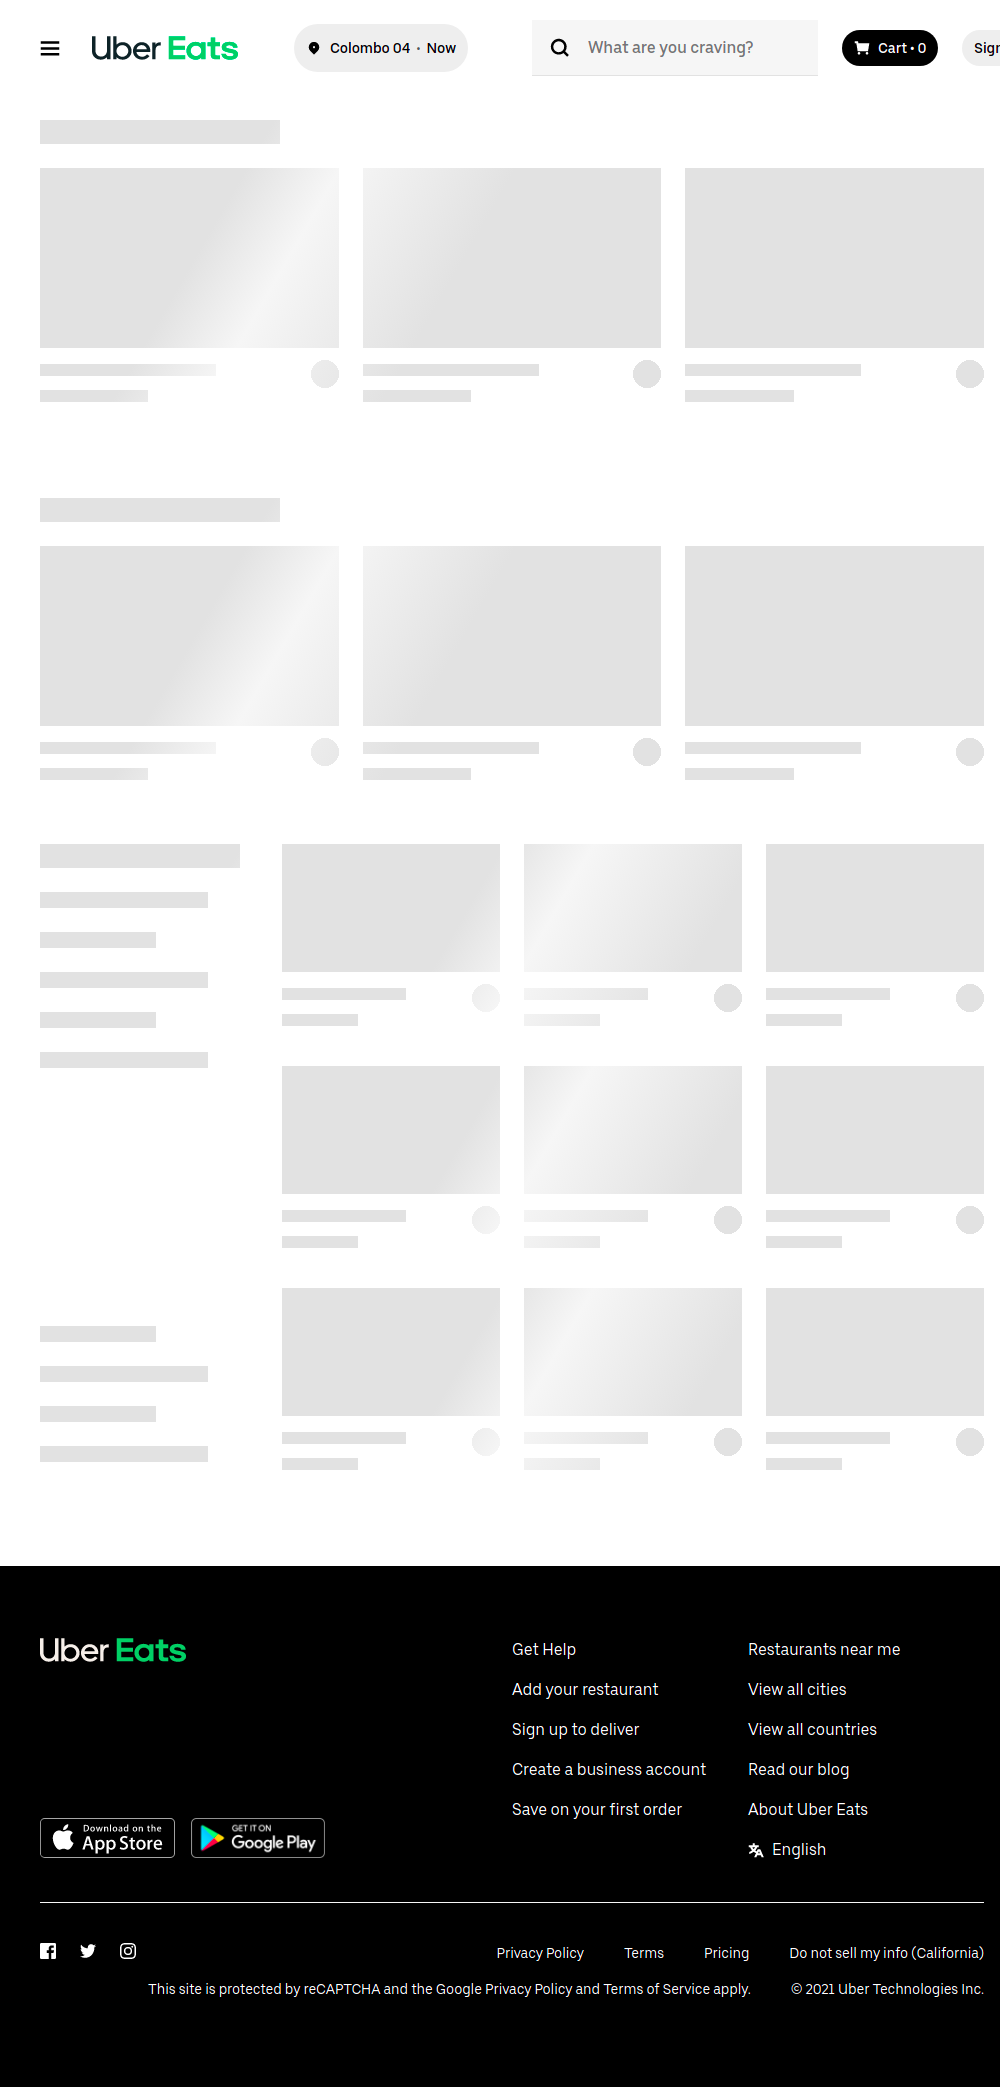 Uber Eats
Colombo 04 • Now
What are you craving?
Cart • 0
Sign
Uber Eats
Get Help
Add your restaurant
Sign up to deliver
Create a business account
Save on your first order
Restaurants near me
View all cities
View all countries
Read our blog
About Uber Eats
English
Download on the
App Store
GET IT ON
Google Play
Privacy Policy
Terms
Pricing
Do not sell my info (California)
This site is protected by reCAPTCHA and the Google Privacy Policy and Terms of Service apply.
© 2021 Uber Technologies Inc.